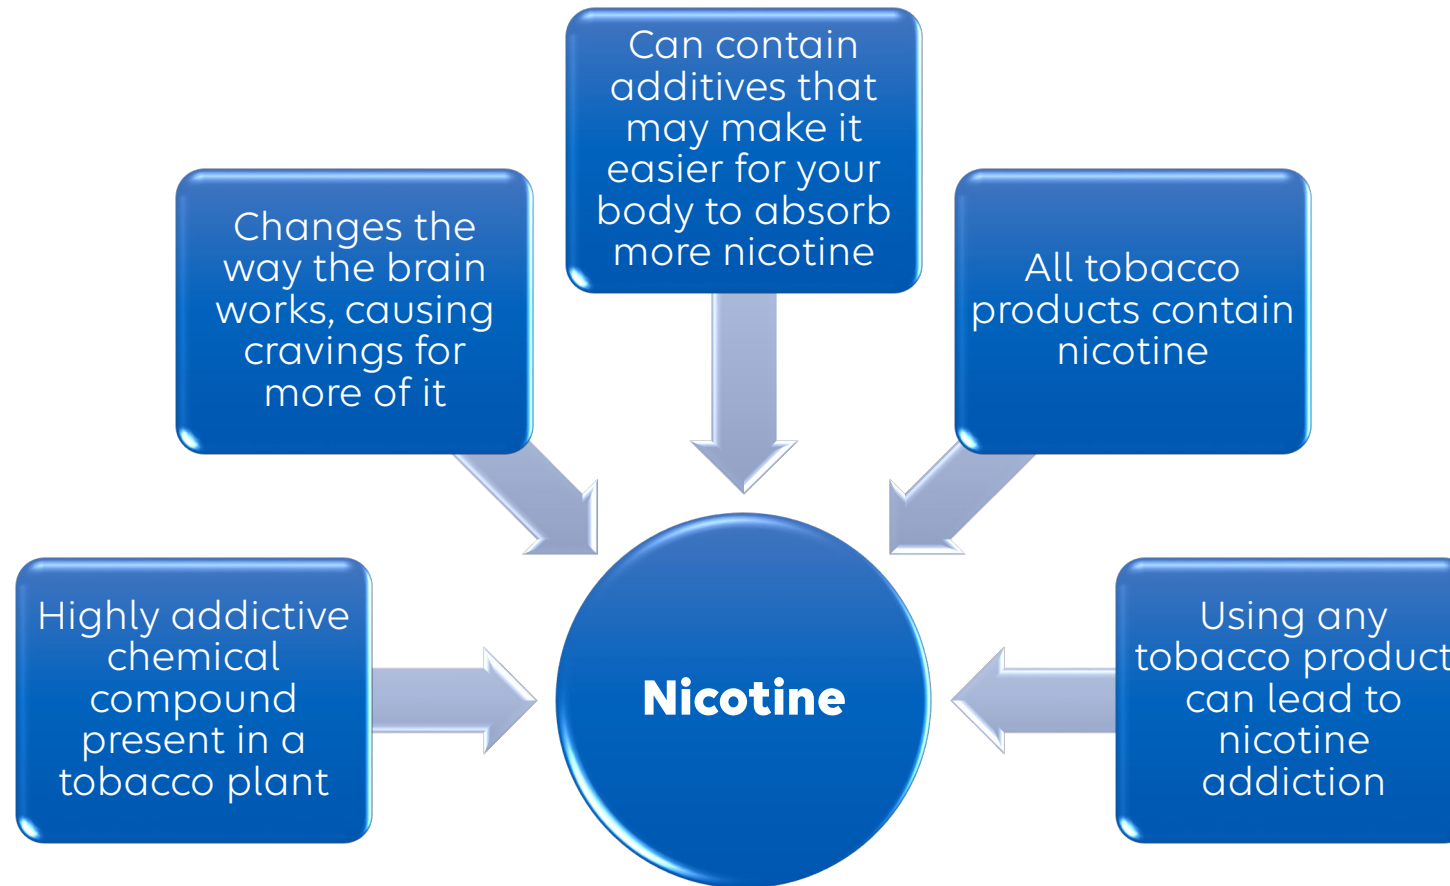 Can contain
additives that
may make it
easier for your
body to absorb
more nicotine
Changes the
way the brain
works, causing
cravings for
more of it
All tobacco
products contain
nicotine
Highly addictive
chemical
compound
present in a
tobacco plant
Nicotine
Using any
tobacco product
can lead to
nicotine
addiction